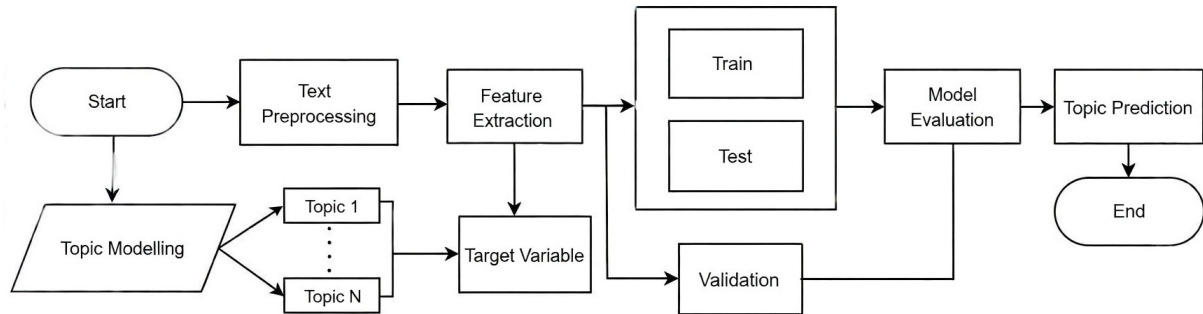 Start
Text
Preprocessing
Feature
Extraction
Train
Test
Model
Evaluation
Topic Prediction
End
Topic Modelling
Topic 1
Topic N
Target Variable
Validation